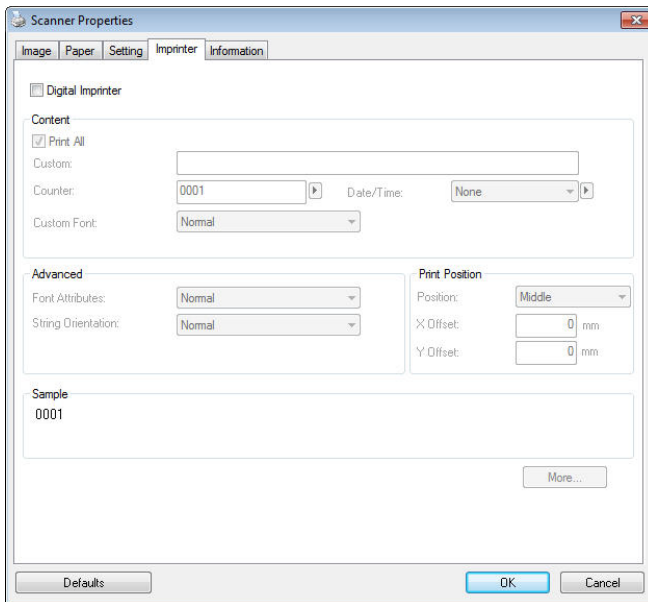 Scanner Properties
Image Paper Setting Imprinter Information
Digital Imprinter
Content
Print All
Custom:
Counter: 0001 Date/Time: None
Custom Font: Normal
Advanced
Font Attributes: Normal
String Orientation: Normal
Print Position
Position: Middle
X Offset: 0 mm
Y Offset: 0 mm
Sample
0001
More...
Defaults OK Cancel